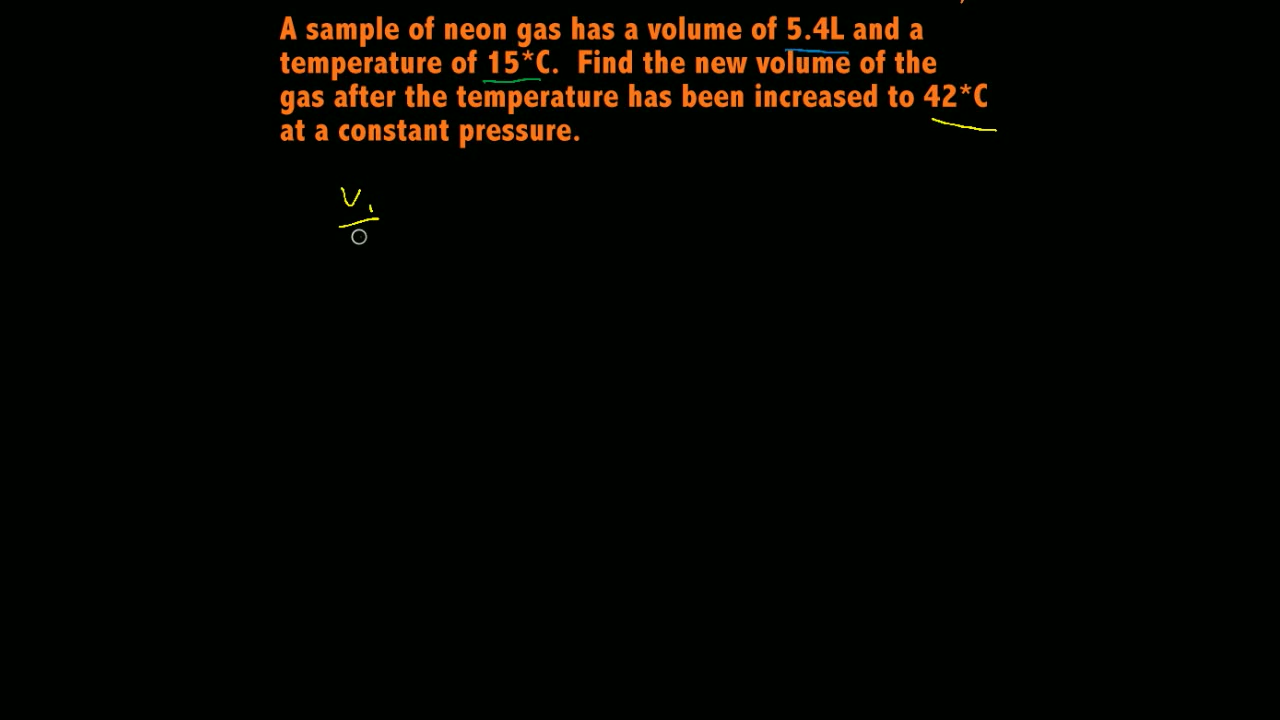 A sample of neon gas has a volume of 5.4L and a
temperature of 15*C. Find the new volume of the
gas after the temperature has been increased to 42*C
at a constant pressure.
V₁